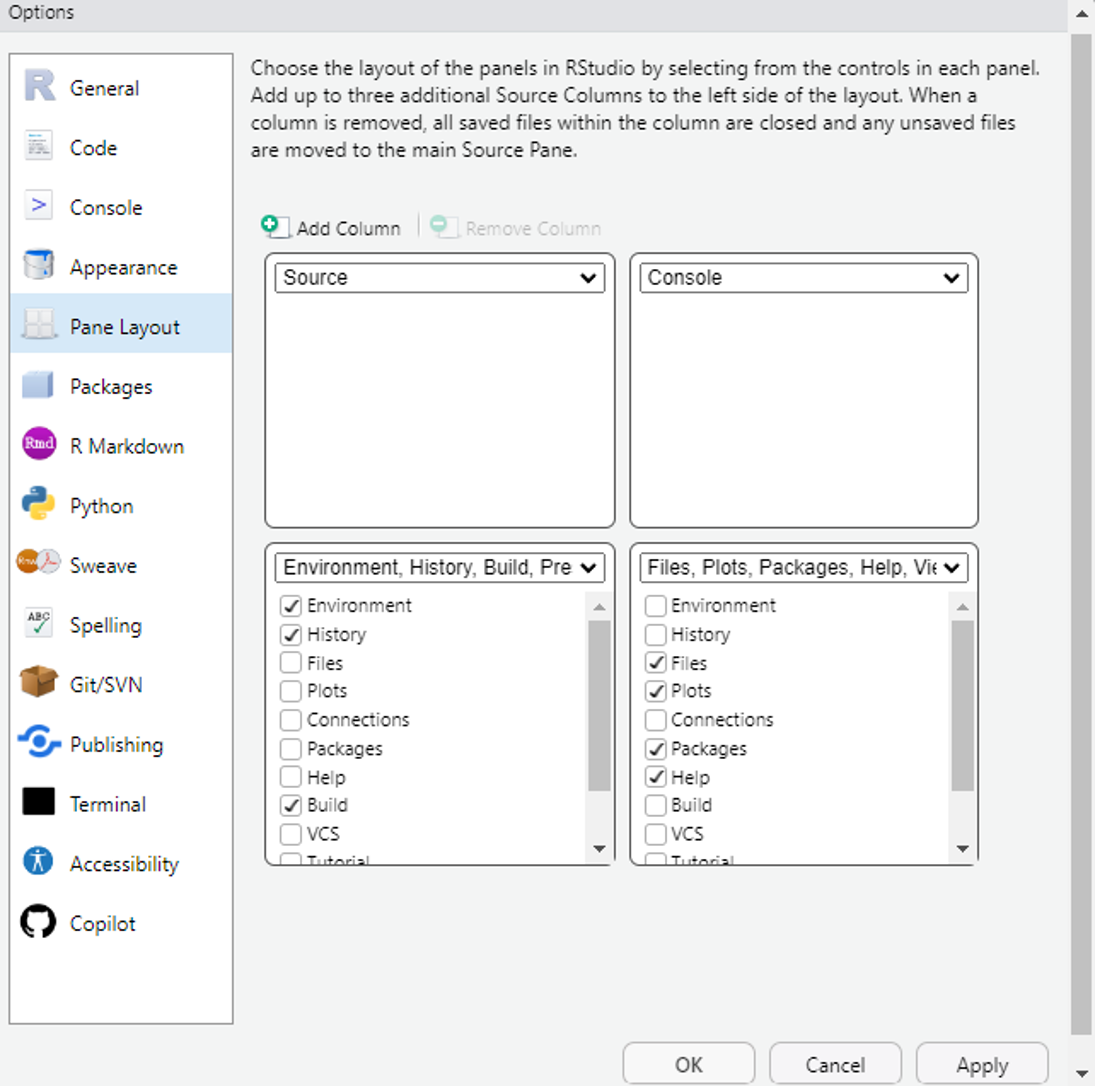 Options
General
Code
Console
Appearance
Pane Layout
Packages
R Markdown
Python
Sweave
Spelling
Git/SVN
Publishing
Terminal
Accessibility
Copilot
Choose the layout of the panels in RStudio by selecting from the controls in each panel.
Add up to three additional Source Columns to the left side of the layout. When a
column is removed, all saved files within the column are closed and any unsaved files
are moved to the main Source Pane.
Add Column Remove Column
Source
Console
Environment, History, Build, Pre
Environment
History
Files
Plots
Connections
Packages
Help
Build
VCS
Tutorial
Files, Plots, Packages, Help, Vie
Environment
History
Files
Plots
Connections
Packages
Help
Build
VCS
Tutorial
OK Cancel Apply